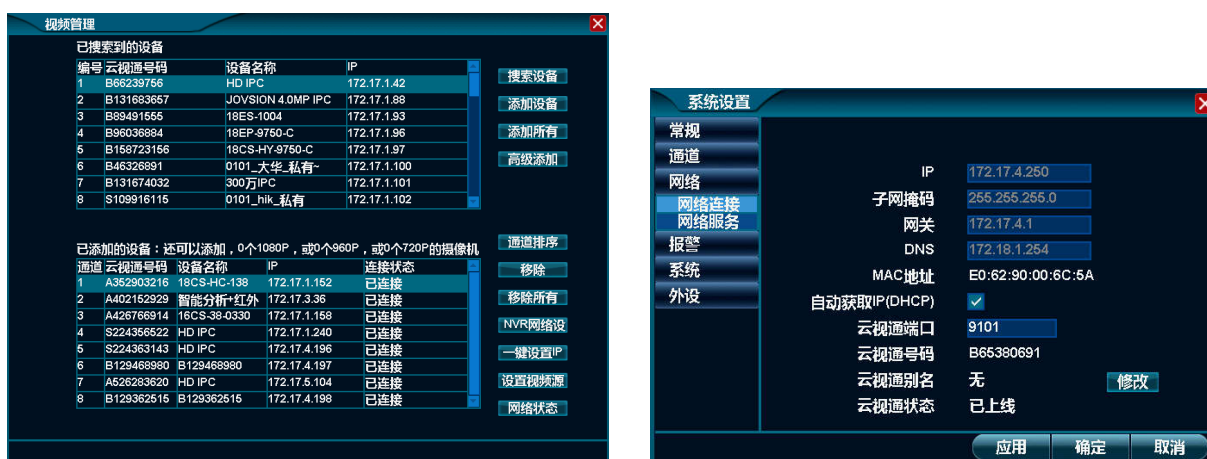 视频管理
已搜索到的设备
编号 云视通号码 设备名称 IP
1 B66239756 HD IPC 172.17.1.42
2 B131683657 JOVSION 4.0MP IPC 172.17.1.88
3 B89491555 18ES-1004 172.17.1.93
4 B96036884 18EP-9750-C 172.17.1.96
5 B158723156 18CS-HY-9750-C 172.17.1.97
6 B46326891 0101_大华_私有~ 172.17.1.100
7 B131674032 300万IPC 172.17.1.101
8 S109916115 0101_hik_私有 172.17.1.102
搜索设备
添加设备
添加所有
高级添加
已添加的设备：还可以添加，0个1080P，或0个960P，或0个720P的摄像机
通道 云视通号码 设备名称 IP 连接状态
1 A352903216 18CS-HC-138 172.17.1.152 已连接
2 A402152929 智能分析+红外 172.17.3.36 已连接
3 A426766914 16CS-38-0330 172.17.1.158 已连接
4 S224356522 HD IPC 172.17.1.240 已连接
5 S224363143 HD IPC 172.17.4.196 已连接
6 B129468980 B129468980 172.17.4.197 已连接
7 A526283620 HD IPC 172.17.5.104 已连接
8 B129362515 B129362515 172.17.4.198 已连接
通道排序
移除
移除所有
NVR网络设
一键设置IP
设置视频源
网络状态
系统设置
常规
通道
网络
网络连接
网络服务
报警
系统
外设
IP 172.17.4.250
子网掩码 255.255.255.0
网关 172.17.4.1
DNS 172.18.1.254
MAC地址 E0:62:90:00:6C:5A
自动获取IP(DHCP)
云视通端口 9101
云视通号码 B65380691
云视通别名 无 修改
云视通状态 已上线
应用 确定 取消